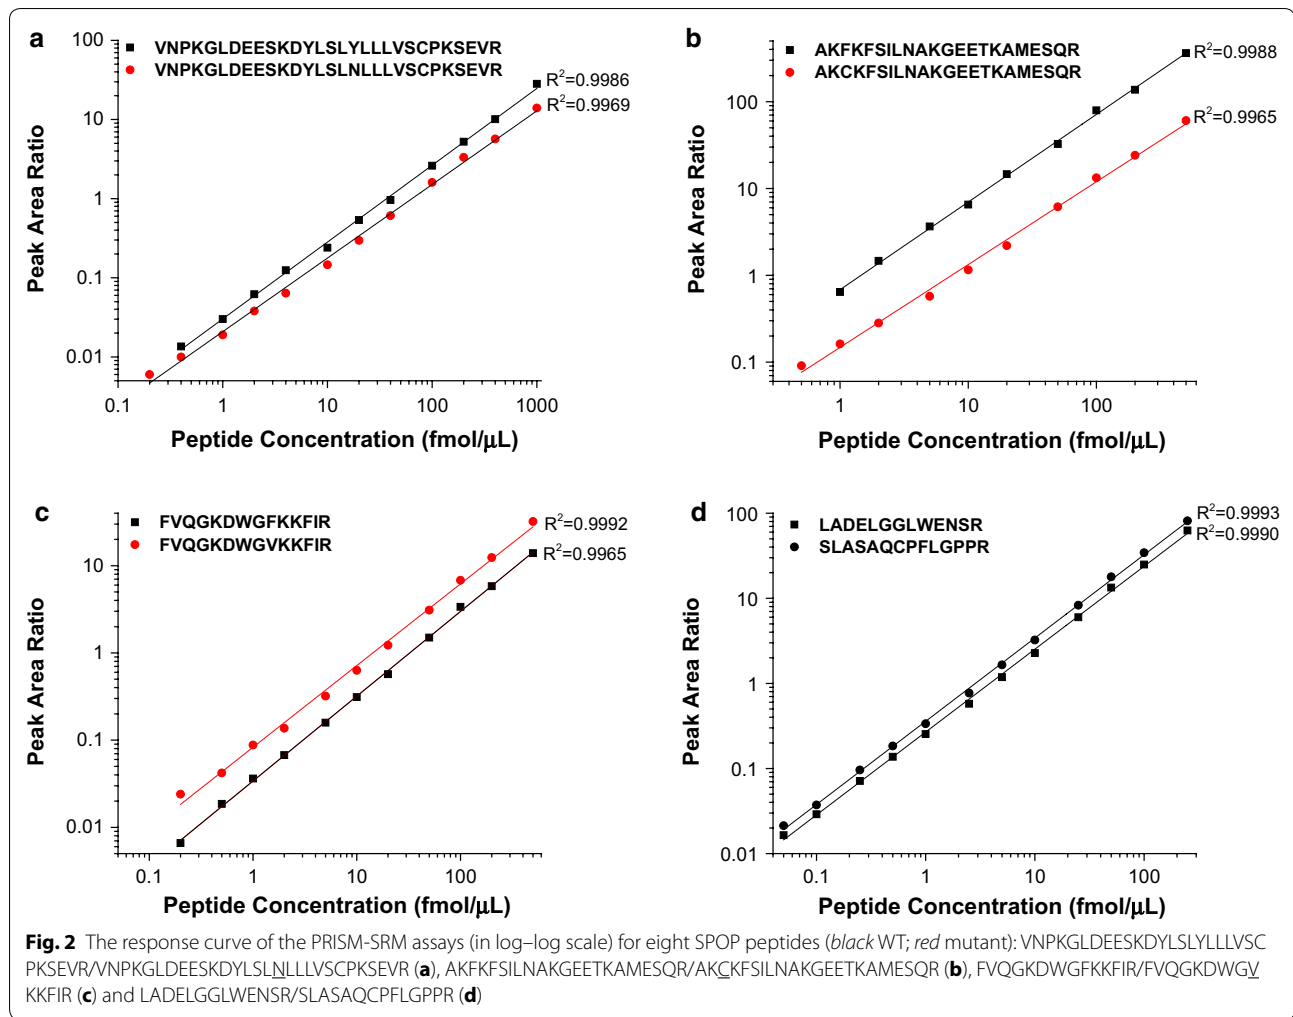 a
VNPKGLDEESKDYLSLYLLLVSCPKSEVR
VNPKGLDEESKDYLSLNLLLVSCPKSEVR
R²=0.9986
R²=0.9969
100
10
1
0.1
0.01
Peak Area Ratio
0.1 1 10 100 1000
Peptide Concentration (fmol/μL)
b
AKFKFSILNAKGEETKAMESQR
AKCKFSILNAKGEETKAMESQR
R²=0.9988
R²=0.9965
100
10
1
0.1
Peak Area Ratio
1 10 100
Peptide Concentration (fmol/μL)
c
FVQGKDWGFKKFIR
FVQGKDWGVKKFIR
R²=0.9992
R²=0.9965
10
1
0.1
0.01
Peak Area Ratio
0.1 1 10 100
Peptide Concentration (fmol/μL)
d
LADELGGLWENSR
SLASAQCPFLGPPR
R²=0.9993
R²=0.9990
100
10
1
0.1
0.01
Peak Area Ratio
0.1 1 10 100
Peptide Concentration (fmol/μL)
Fig. 2 The response curve of the PRISM-SRM assays (in log–log scale) for eight SPOP peptides (black WT; red mutant): VNPKGLDEESKDYLSLYLLLVSC
PKSEVR/VNPKGLDEESKDYLSLNLLLVSCPKSEVR (a), AKFKFSILNAKGEETKAMESQR/AKCKFSILNAKGEETKAMESQR (b), FVQGKDWGFKKFIR/FVQGKDWGV
KKFIR (c) and LADELGGLWENSR/SLASAQCPFLGPPR (d)